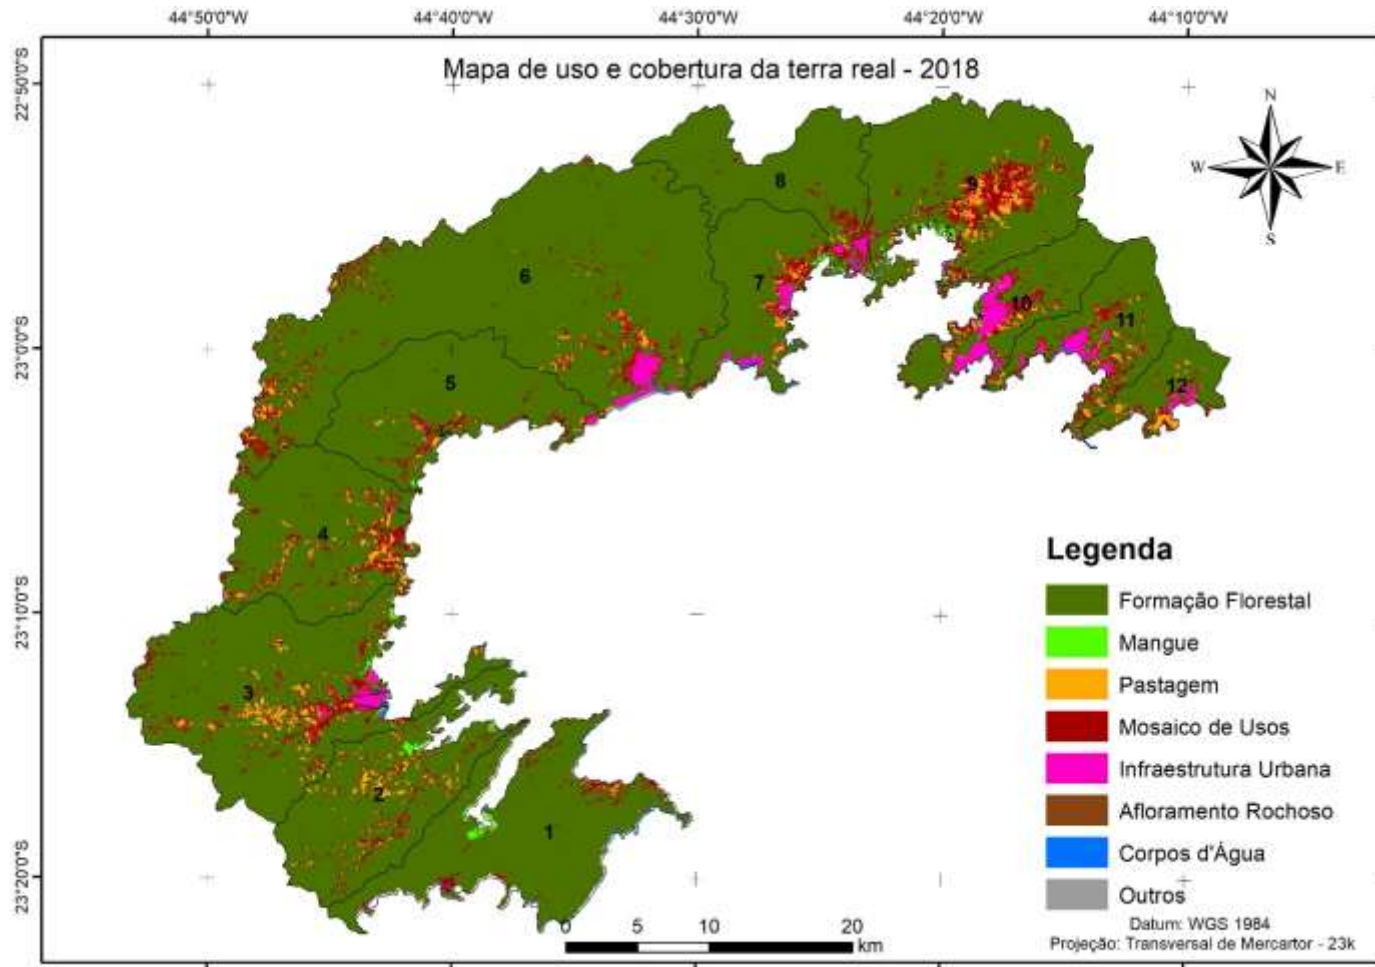 44°50'0"W 44°40'0"W 44°30'0"W 44°20'0"W 44°10'0"W
Mapa de uso e cobertura da terra real - 2018
22°50'0"S
N
W E
S
8
9
6
7
10
11
23°0'0"S
5
12
4
Legenda
Formação Florestal
23°10'0"S
Mangue
Pastagem
3
Mosaico de Usos
Infraestrutura Urbana
2
Afloramento Rochoso
1
Corpos d'Água
23°20'0"S
Outros
0 5 10 20
km
Datum: WGS 1984
Projeção: Transversal de Mercartor - 23k